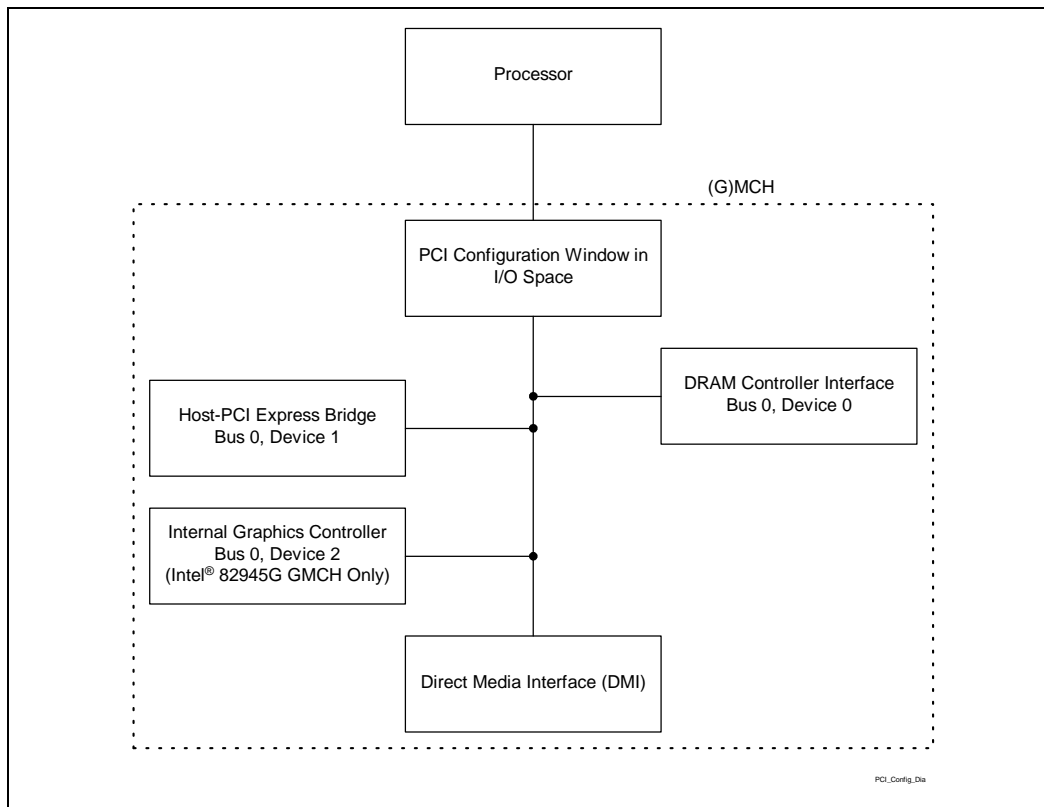 Processor
(G)MCH
PCI Configuration Window in
I/O Space
DRAM Controller Interface
Bus 0, Device 0
Host-PCI Express Bridge
Bus 0, Device 1
Internal Graphics Controller
Bus 0, Device 2
(Intel® 82945G GMCH Only)
Direct Media Interface (DMI)
PCI_Config_Dia